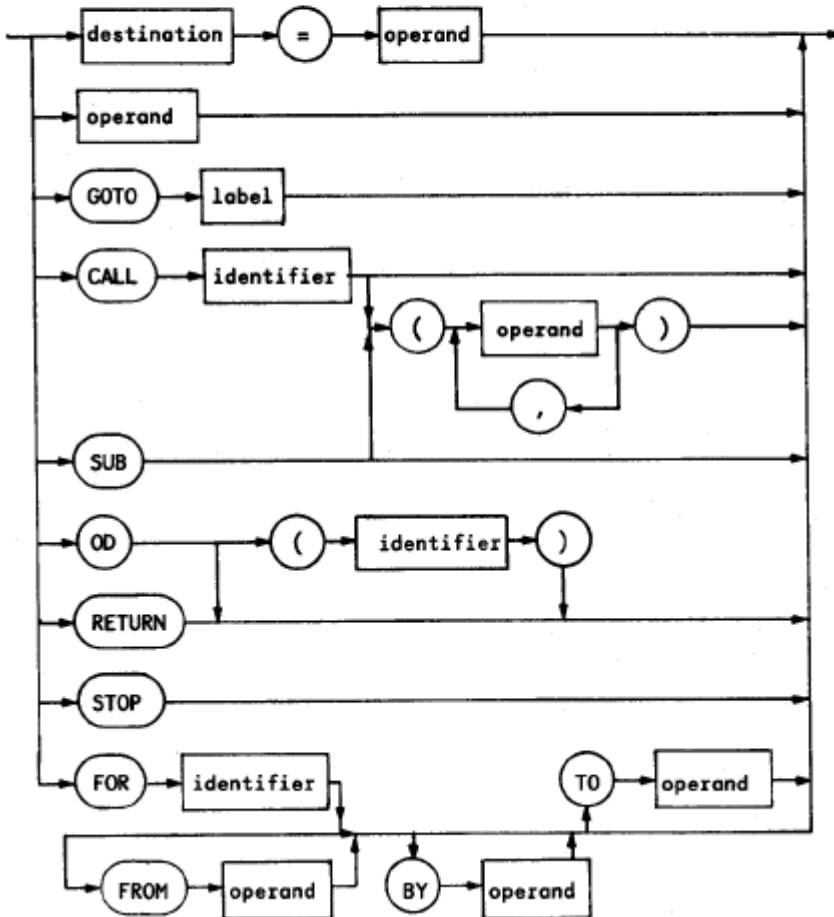 destination = operand
operand
GOTO label
CALL identifier
( operand )
,
SUB
OD ( identifier )
RETURN
STOP
FOR identifier TO operand
FROM operand BY operand